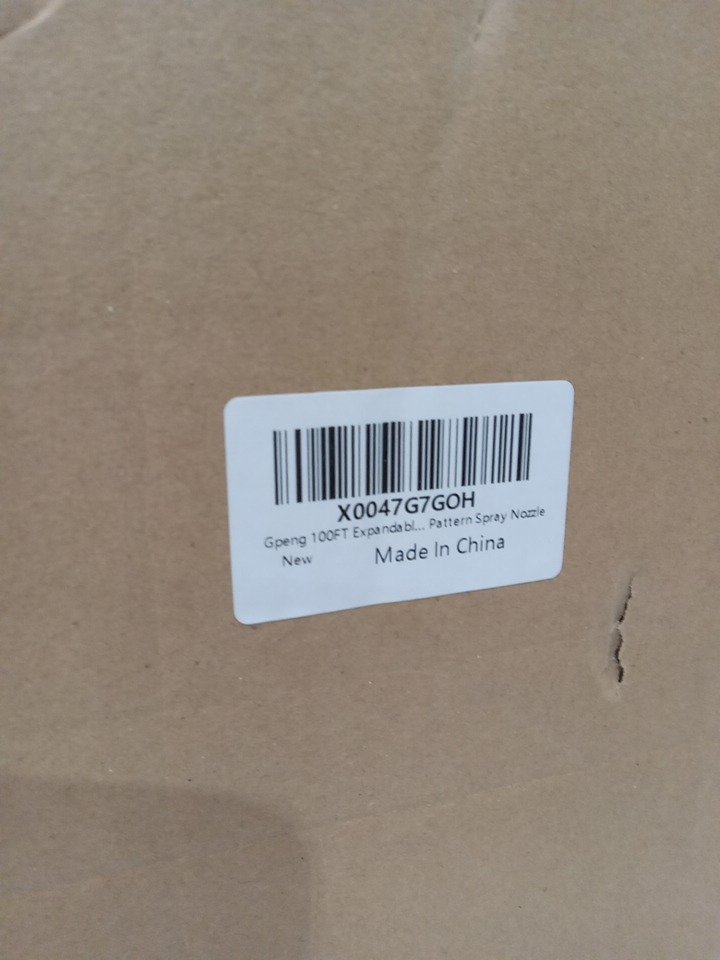 X0047G7GOH
Gpeng 100FT Expandabl... Pattern Spray Nozzle
New
Made In China